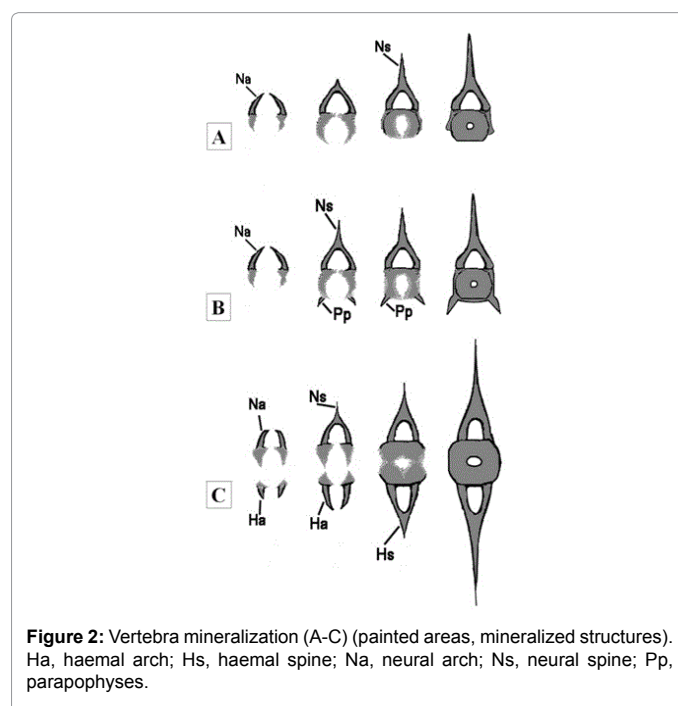 Na
Ns
A
Na
Ns
B
Pp
Pp
Na
Ns
C
Ha
Ha
Hs
Figure 2: Vertebra mineralization (A-C) (painted areas, mineralized structures).
Ha, haemal arch; Hs, haemal spine; Na, neural arch; Ns, neural spine; Pp,
parapophyses.